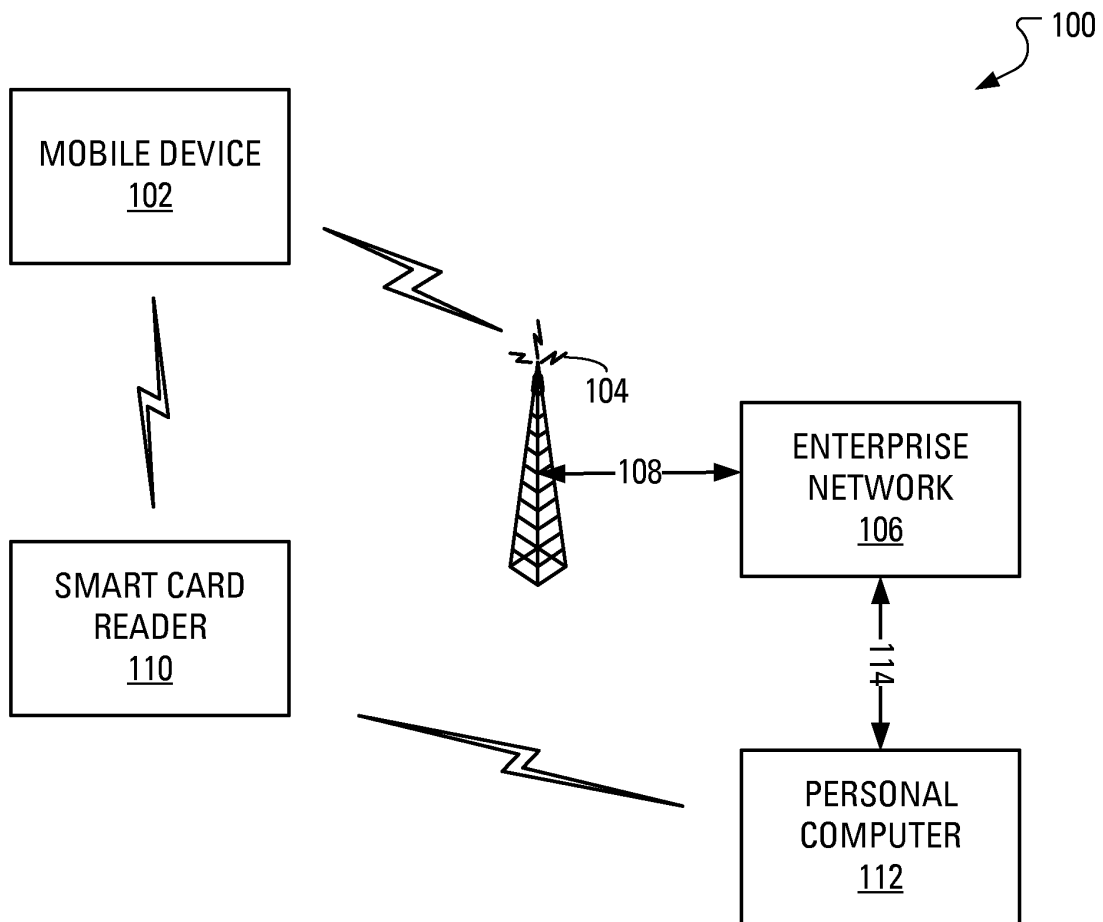 100
MOBILE DEVICE
102
104
108
ENTERPRISE
NETWORK
106
SMART CARD
READER
110
114
PERSONAL
COMPUTER
112